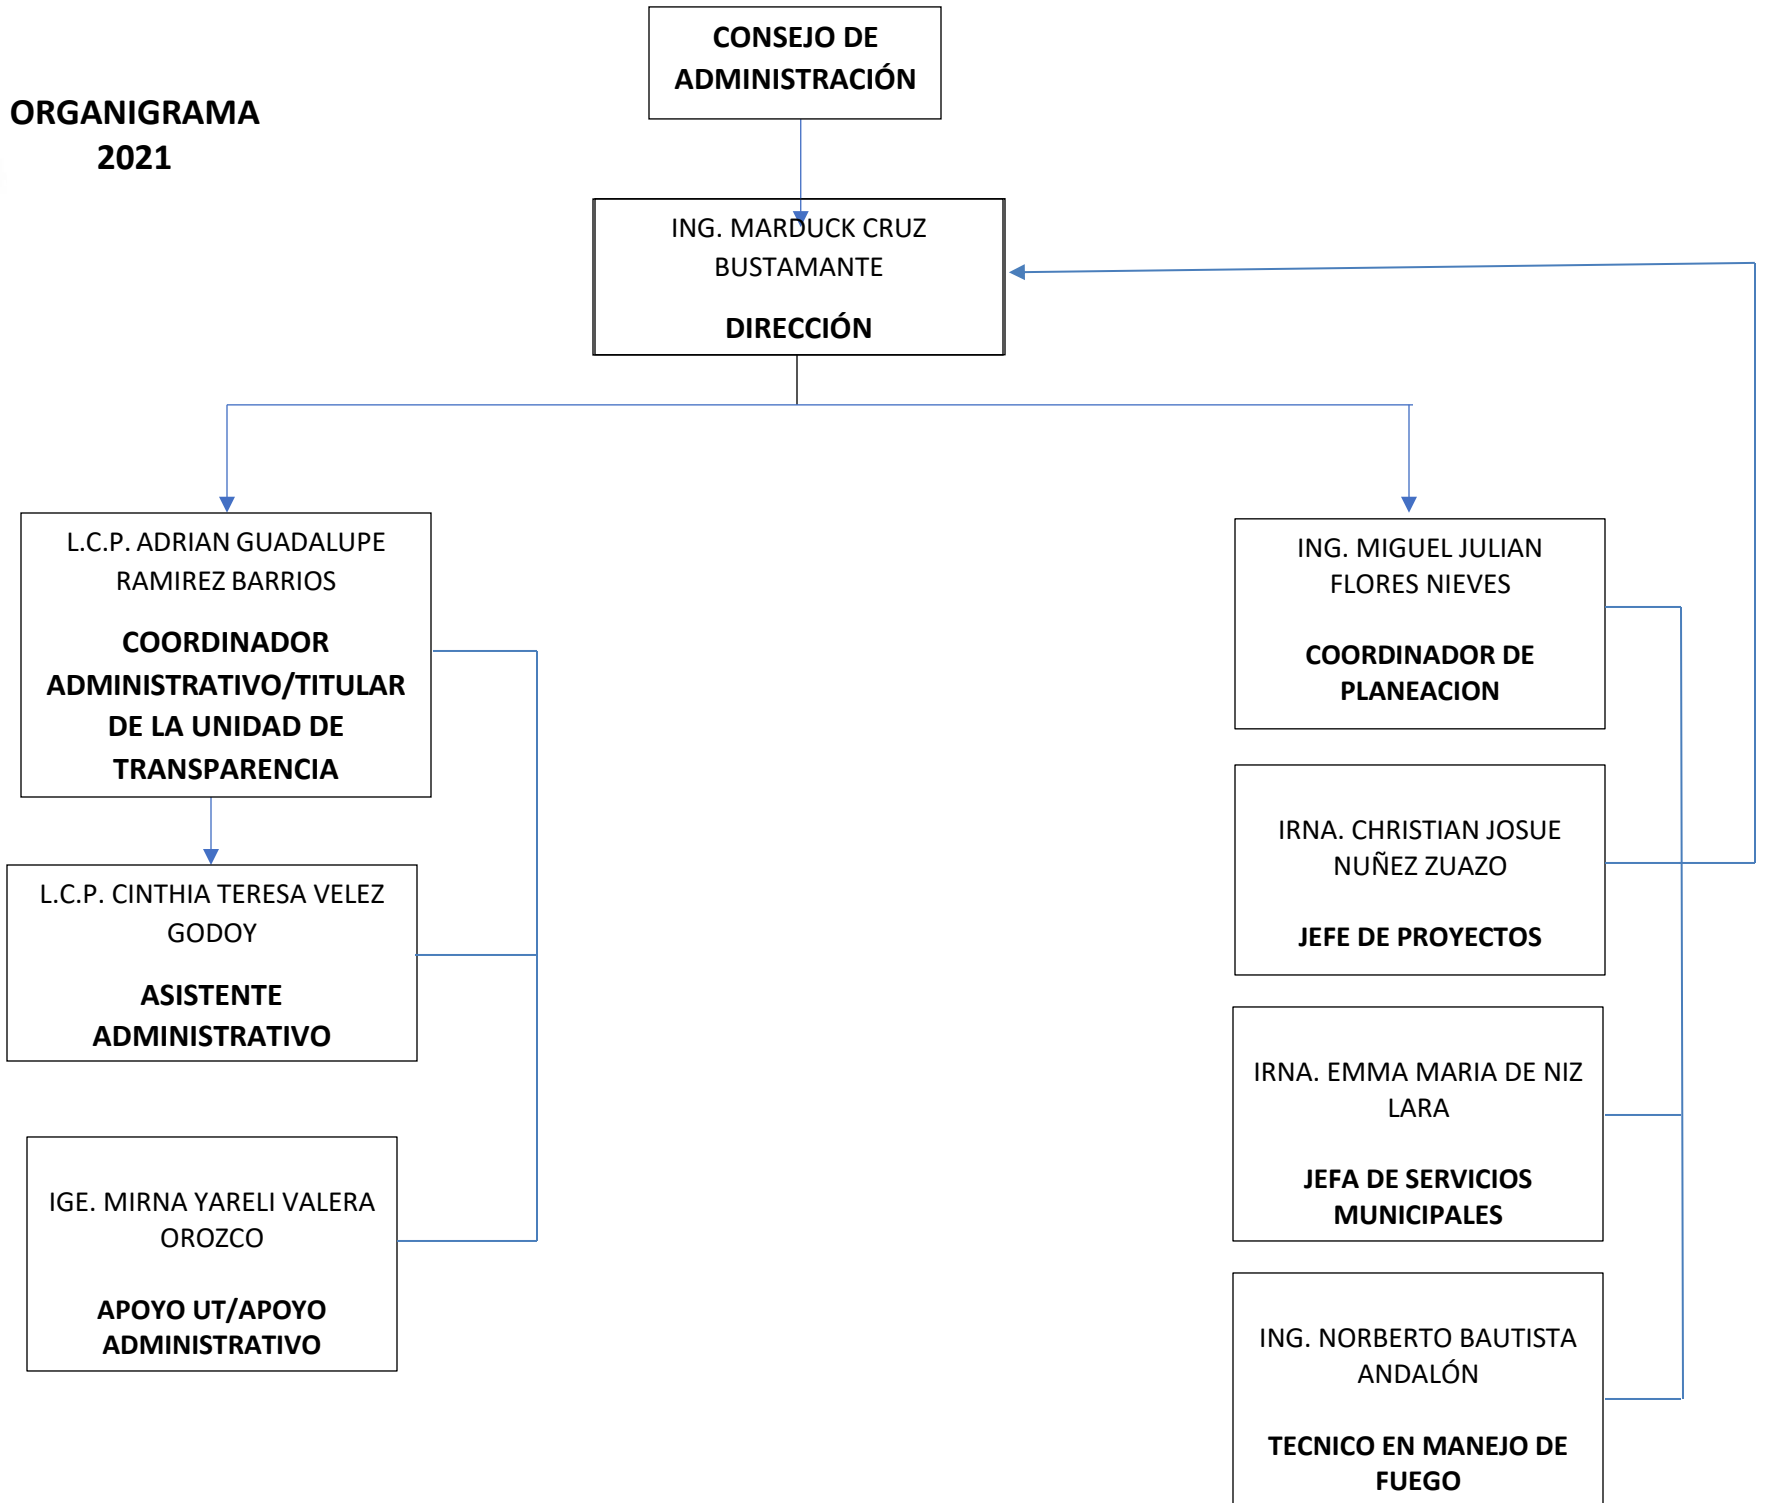 CONSEJO DE
ADMINISTRACIÓN
ORGANIGRAMA
2021
ING. MARDUCK CRUZ
BUSTAMANTE
DIRECCIÓN
L.C.P. ADRIAN GUADALUPE
RAMIREZ BARRIOS
COORDINADOR
ADMINISTRATIVO/TITULAR
DE LA UNIDAD DE
TRANSPARENCIA
L.C.P. CINTHIA TERESA VELEZ
GODOY
ASISTENTE
ADMINISTRATIVO
IGE. MIRNA YARELI VALERA
OROZCO
APOYO UT/APOYO
ADMINISTRATIVO
ING. MIGUEL JULIAN
FLORES NIEVES
COORDINADOR DE
PLANEACION
IRNA. CHRISTIAN JOSUE
NUÑEZ ZUAZO
JEFE DE PROYECTOS
IRNA. EMMA MARIA DE NIZ
LARA
JEFA DE SERVICIOS
MUNICIPALES
ING. NORBERTO BAUTISTA
ANDALÓN
TECNICO EN MANEJO DE
FUEGO